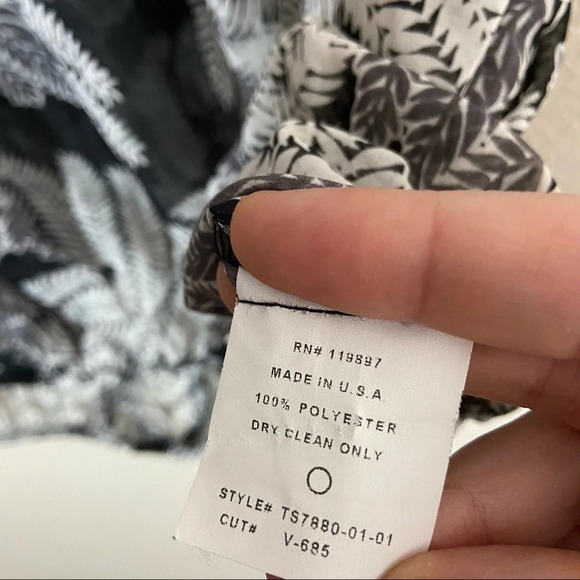 RN# 119897
MADE IN U.S.A.
100% POLYESTER
DRY CLEAN ONLY
STYLE# TS7880-01-01
CUT# V-685